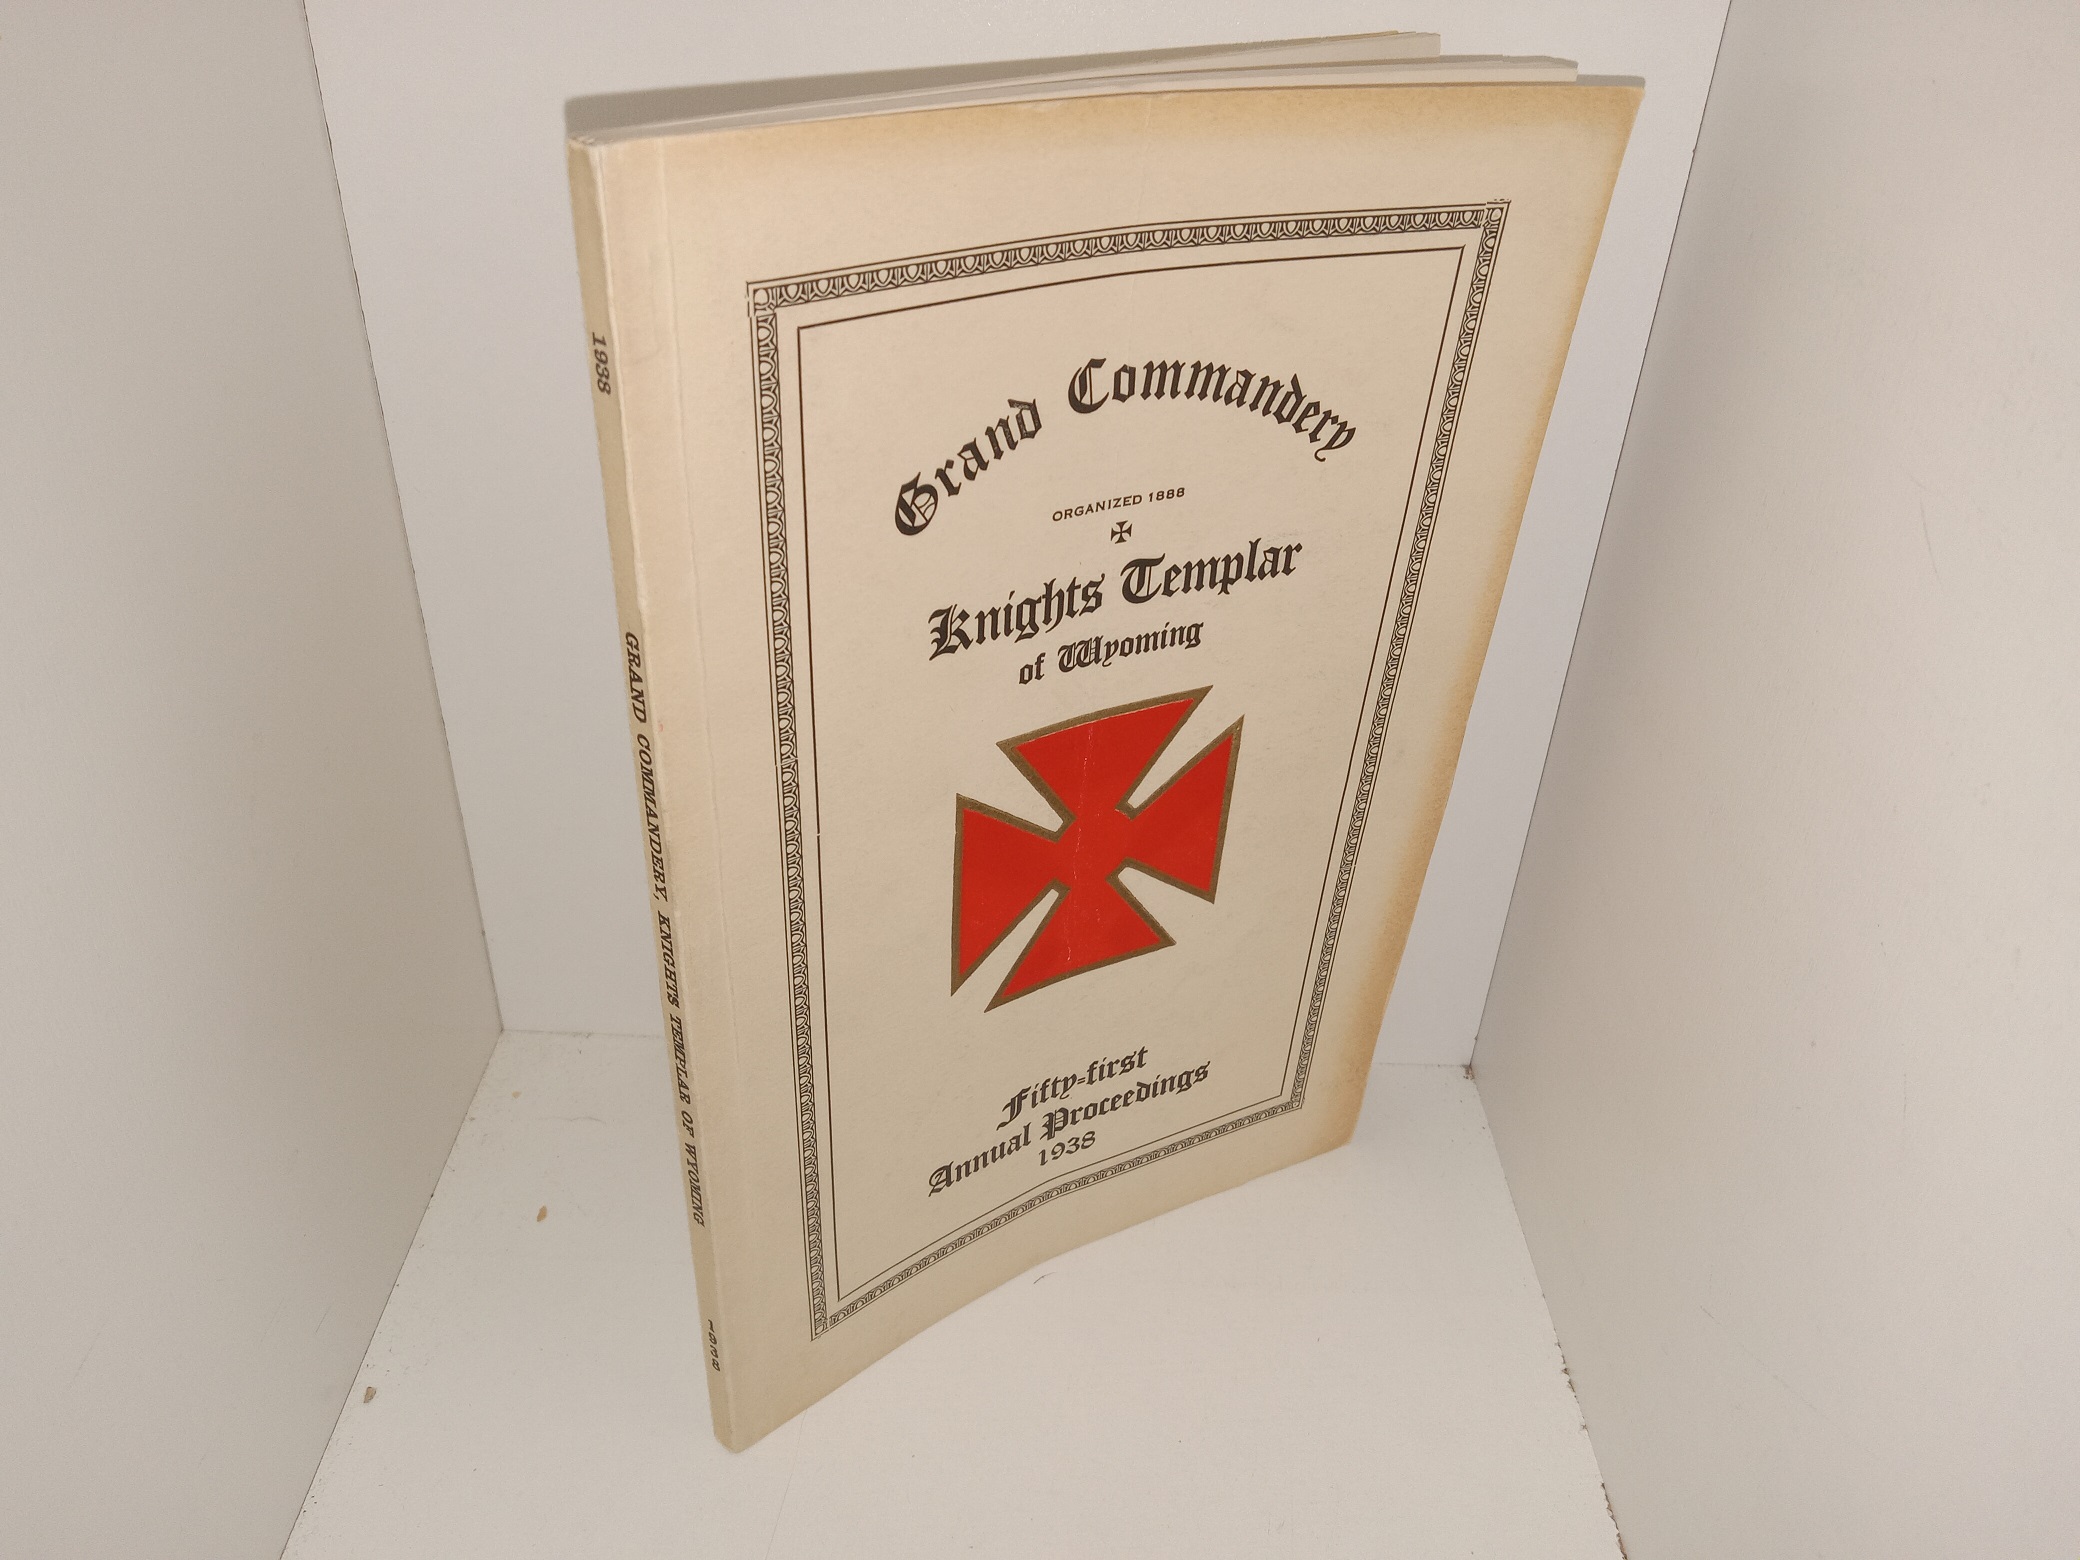 1938
GRAND COMMANDERY, KNIGHTS TEMPLAR OF WYOMING
1938
Grand Commandery
ORGANIZED 1888
Knights Templar
of Wyoming
Fifty-first
Annual Proceedings
1938